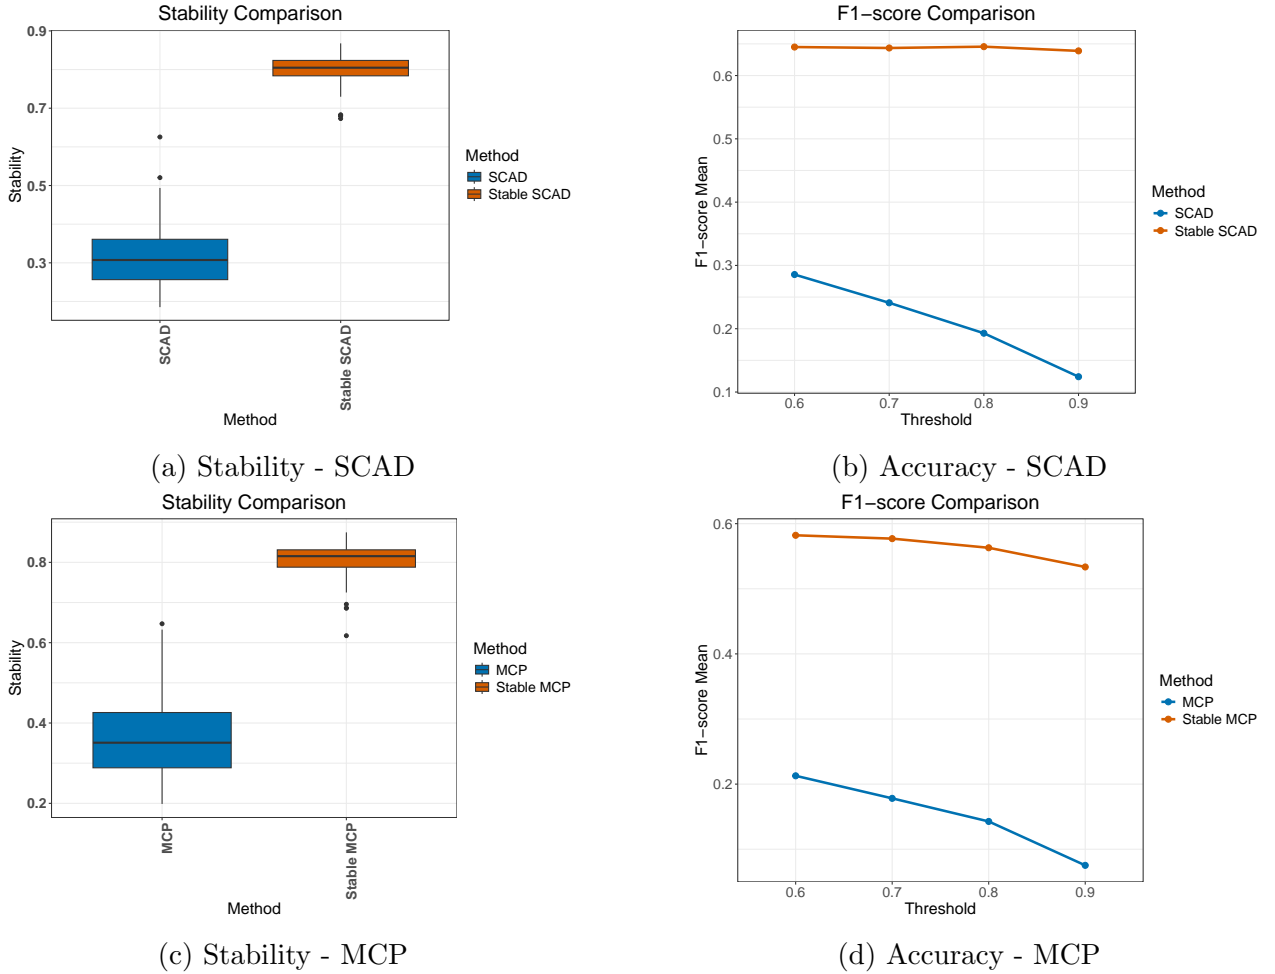 Stability Comparison
0.9
0.7
0.5
0.3
Stability
SCAD
Stable SCAD
Method
Method
SCAD
Stable SCAD
(a) Stability - SCAD
F1−score Comparison
0.6
0.5
0.4
0.3
0.2
0.1
F1−score Mean
0.6 0.7 0.8 0.9
Threshold
Method
SCAD
Stable SCAD
(b) Accuracy - SCAD
Stability Comparison
0.8
0.6
0.4
0.2
Stability
MCP
Stable MCP
Method
Method
MCP
Stable MCP
(c) Stability - MCP
F1−score Comparison
0.6
0.4
0.2
F1−score Mean
0.6 0.7 0.8 0.9
Threshold
Method
MCP
Stable MCP
(d) Accuracy - MCP